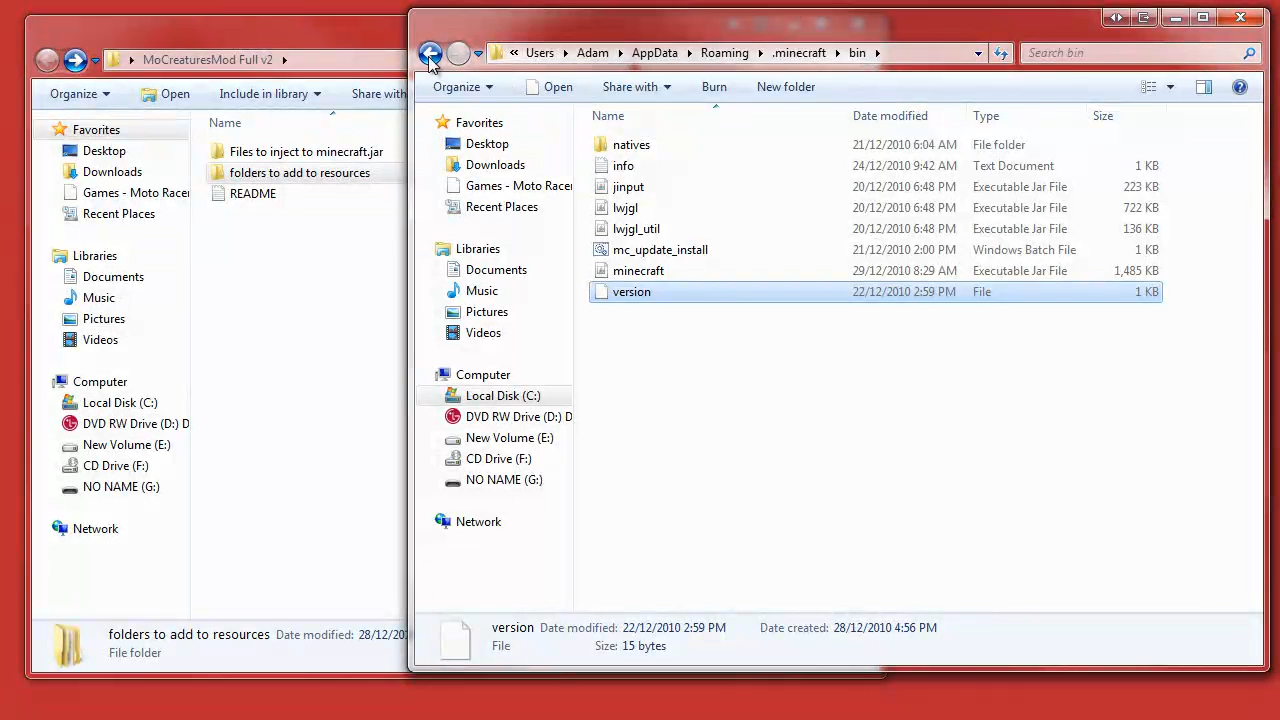 MoCreaturesMod Full v2
Organize
Open
Include in library
Share with
Favorites
Desktop
Downloads
Games - Moto Racer
Recent Places
Libraries
Documents
Music
Pictures
Videos
Computer
Local Disk (C:)
DVD RW Drive (D:) D
New Volume (E:)
CD Drive (F:)
NO NAME (G:)
Network
Name
Files to inject to minecraft.jar
folders to add to resources
README
folders to add to resources Date modified: 28/12/20
File folder
« Users Adam AppData Roaming .minecraft bin
Search bin
Organize
Open
Share with
Burn
New folder
Favorites
Desktop
Downloads
Games - Moto Racer
Recent Places
Libraries
Documents
Music
Pictures
Videos
Computer
Local Disk (C:)
DVD RW Drive (D:) D
New Volume (E:)
CD Drive (F:)
NO NAME (G:)
Network
Name Date modified Type Size
natives 21/12/2010 6:04 AM File folder
info 24/12/2010 9:42 AM Text Document 1 KB
jinput 20/12/2010 6:48 PM Executable Jar File 223 KB
lwjgl 20/12/2010 6:48 PM Executable Jar File 722 KB
lwjgl_util 20/12/2010 6:48 PM Executable Jar File 136 KB
mc_update_install 21/12/2010 2:00 PM Windows Batch File 1 KB
minecraft 29/12/2010 8:29 AM Executable Jar File 1,485 KB
version 22/12/2010 2:59 PM File 1 KB
version Date modified: 22/12/2010 2:59 PM Date created: 28/12/2010 4:56 PM
File Size: 15 bytes